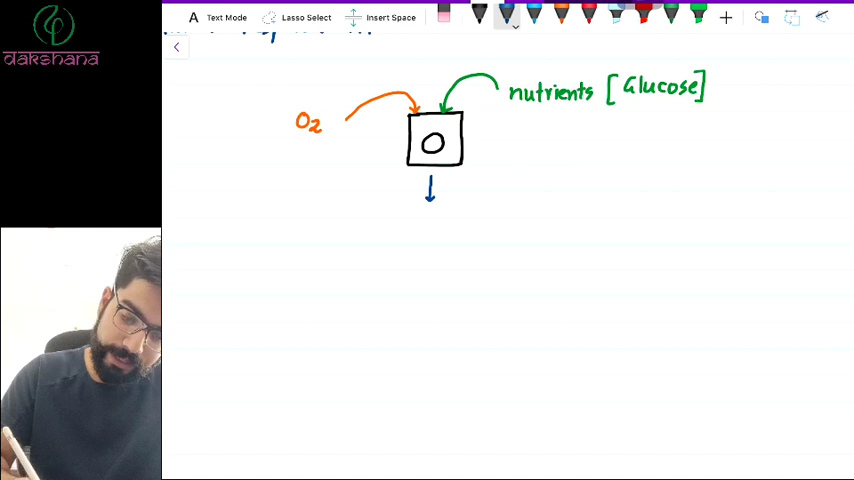 dakshana
A Text Mode Lasso Select Insert Space
nutrients [Glucose]
O2